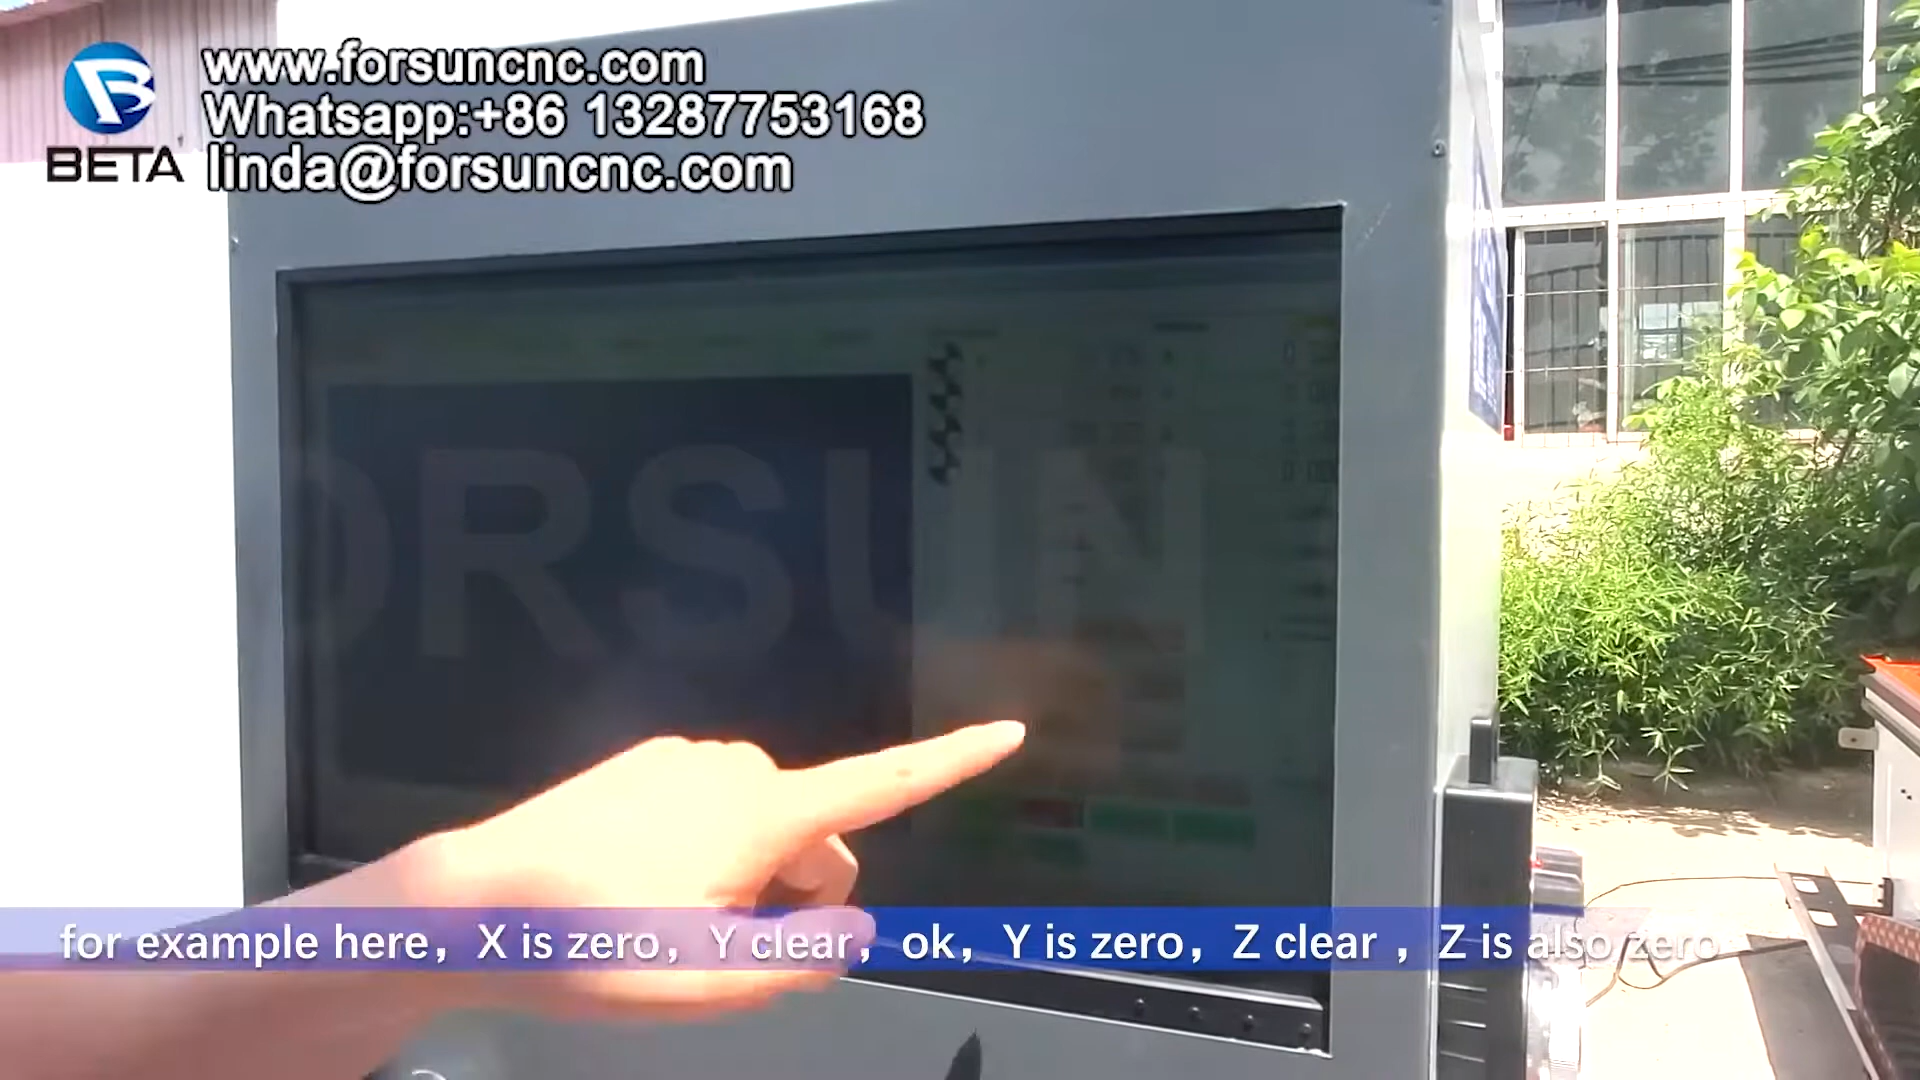 www.forsuncnc.com
Whatsapp:+86 13287753168
BETA linda@forsuncnc.com
ORSUN
for example here, X is zero, Y clear, ok, Y is zero, Z clear , Z is also zero